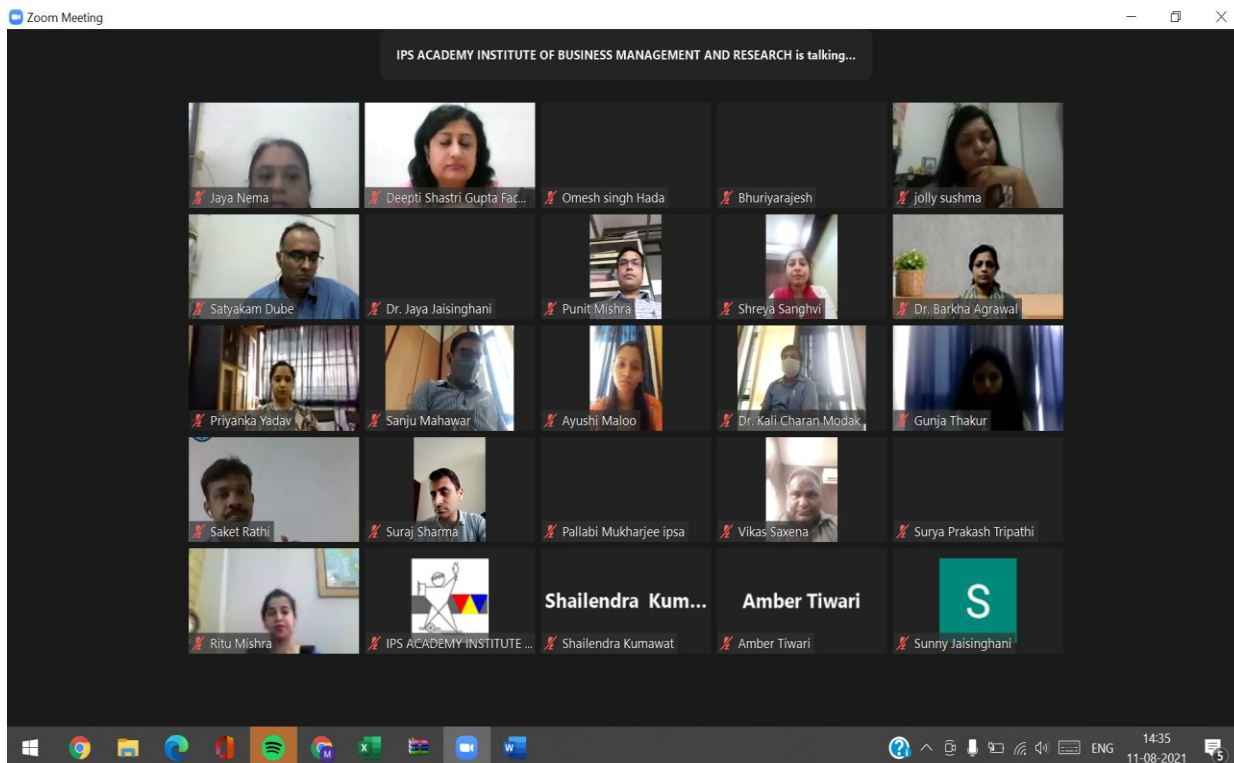 Zoom Meeting
IPS ACADEMY INSTITUTE OF BUSINESS MANAGEMENT AND RESEARCH is talking...
Jaya Nema
Deepti Shastri Gupta Fac...
Omesh singh Hada
Bhuriyarajesh
jolly sushma
Satyakam Dube
Dr. Jaya Jaisinghani
Punit Mishra
Shreya Sanghvi
Dr. Barkha Agrawal
Priyanka Yadav
Sanju Mahawar
Ayushi Maloo
Dr. Kali Charan Modak
Gunja Thakur
Saket Rathi
Suraj Sharma
Pallabi Mukharjee ipsa
Vikas Saxena
Surya Prakash Tripathi
Shailendra Kum...
Amber Tiwari
S
Ritu Mishra
IPS ACADEMY INSTITUTE ...
Shailendra Kumawat
Amber Tiwari
Sunny Jaisinghani
ENG
14:35
11-08-2021
5